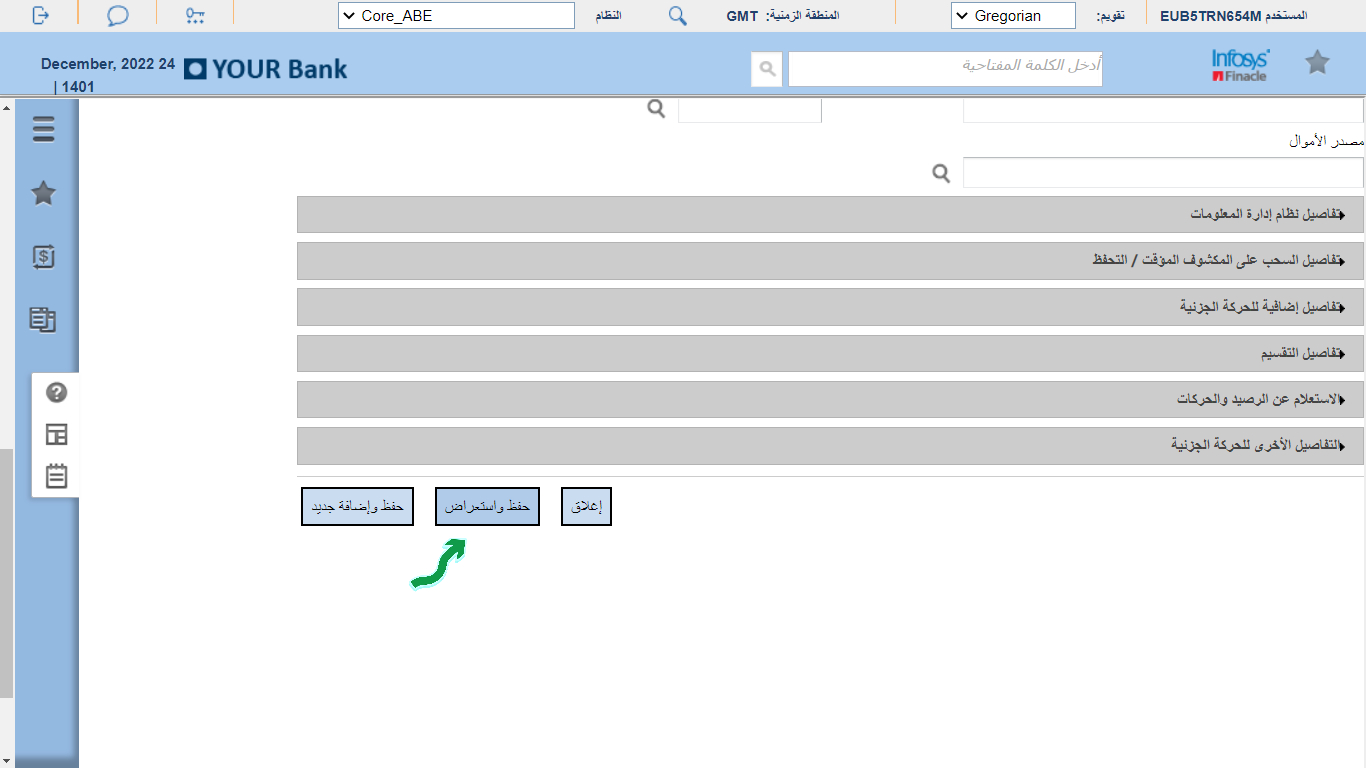 المستخدم EUB5TRN654M
تقويم:
Gregorian
المنطقة الزمنية: GMT
النظام
Core_ABE
Infosys
Finacle
أدخل الكلمة المفتاحية
YOUR Bank
December, 2022 24
| 1401
مصدر الأموال
تفاصيل نظام إدارة المعلومات
تفاصيل السحب على المكشوف المؤقت / التحفظ
تفاصيل إضافية للحركة الجزئية
تفاصيل التقسيم
الاستعلام عن الرصيد والحركات
التفاصيل الأخرى للحركة الجزئية
إغلاق
حفظ واستعراض
حفظ وإضافة جديد